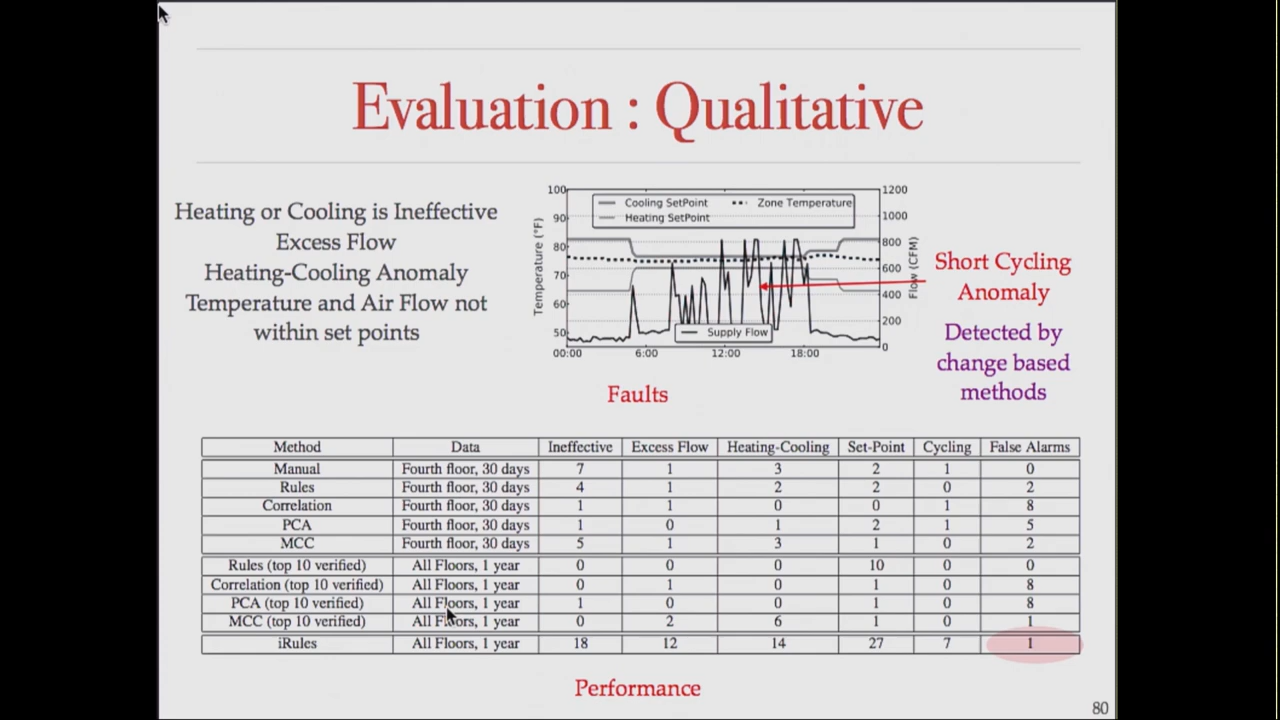 Evaluation : Qualitative
Heating or Cooling is Ineffective
Excess Flow
Heating-Cooling Anomaly
Temperature and Air Flow not
within set points
100
90
80
70
60
50
Temperature (°F)
Cooling SetPoint
Zone Temperature
Heating SetPoint
Supply Flow
1200
1000
800
600
400
200
0
Flow (CFM)
00:00 6:00 12:00 18:00
Short Cycling
Anomaly
Detected by
change based
methods
Faults
Method Data Ineffective Excess Flow Heating-Cooling Set-Point Cycling False Alarms
Manual Fourth floor, 30 days 7 1 3 2 1 0
Rules Fourth floor, 30 days 4 1 2 2 0 2
Correlation Fourth floor, 30 days 1 1 0 0 1 8
PCA Fourth floor, 30 days 1 0 1 2 1 5
MCC Fourth floor, 30 days 5 1 3 1 0 2
Rules (top 10 verified) All Floors, 1 year 0 0 0 10 0 0
Correlation (top 10 verified) All Floors, 1 year 0 1 0 1 0 8
PCA (top 10 verified) All Floors, 1 year 1 0 0 1 0 8
MCC (top 10 verified) All Floors, 1 year 0 2 6 1 0 1
iRules All Floors, 1 year 18 12 14 27 7 1
Performance
80